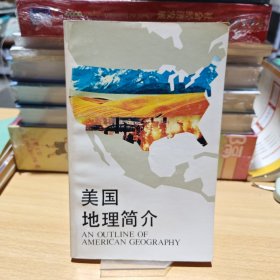 美国
地理简介
AN OUTLINE OF
AMERICAN GEOGRAPHY